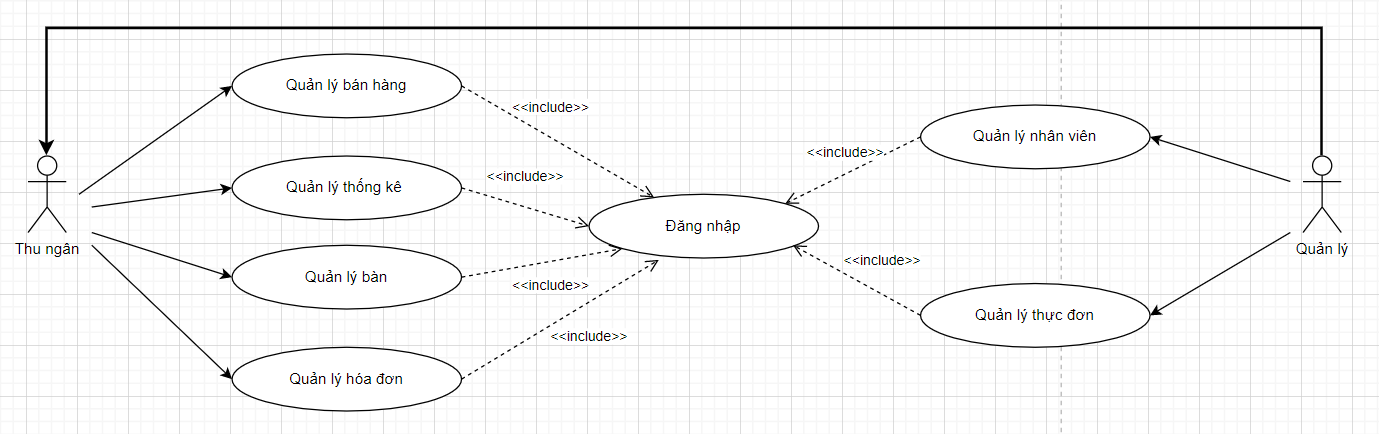 Quản lý bán hàng
<<include>>
Quản lý nhân viên
<<include>>
Quản lý thống kê
<<include>>
Đăng nhập
Thu ngân
Quản lý
<<include>>
Quản lý bàn
<<include>>
Quản lý thực đơn
<<include>>
Quản lý hóa đơn